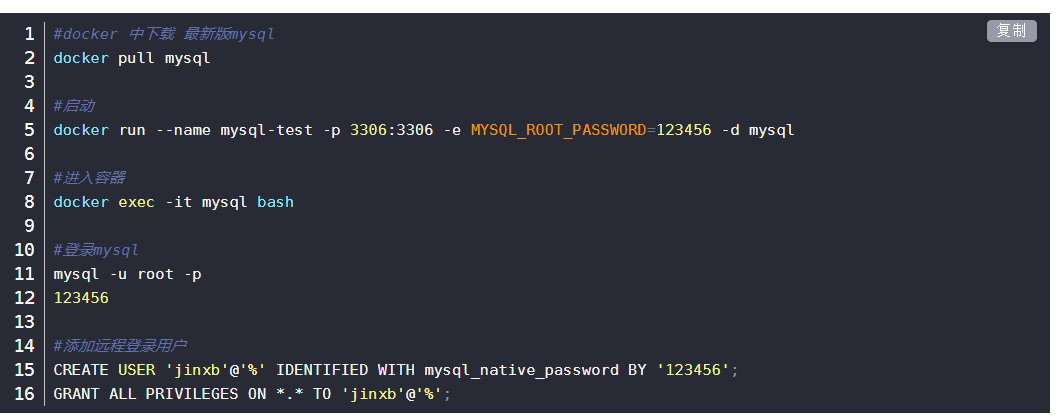 复制
1 #docker 中下载 最新版mysql
2 docker pull mysql
3
4 #启动
5 docker run --name mysql-test -p 3306:3306 -e MYSQL_ROOT_PASSWORD=123456 -d mysql
6
7 #进入容器
8 docker exec -it mysql bash
9
10 #登录mysql
11 mysql -u root -p
12 123456
13
14 #添加远程登录用户
15 CREATE USER 'jinxb'@'%' IDENTIFIED WITH mysql_native_password BY '123456';
16 GRANT ALL PRIVILEGES ON *.* TO 'jinxb'@'%';